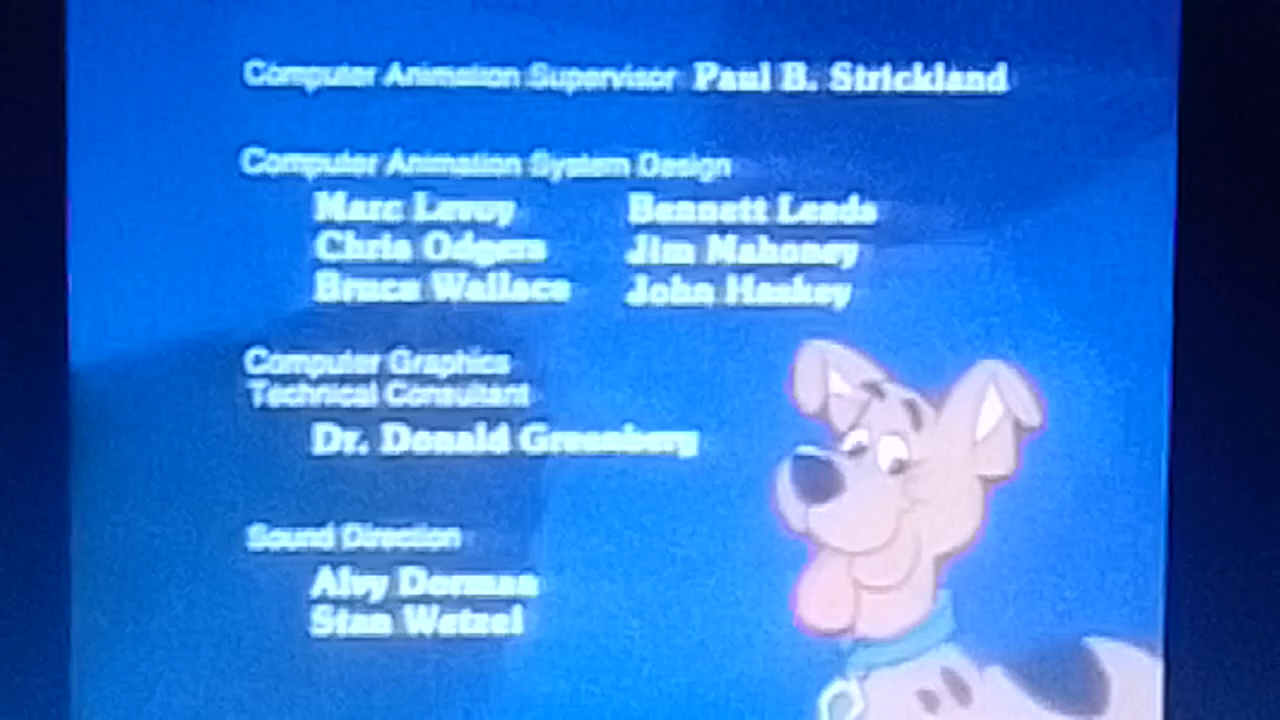 Computer Animation Supervisor Paul B. Strickland
Computer Animation System Design
Marc Levoy Bennett Leeds
Chris Odgers Jim Mahoney
Bruce Wallace John Haskey
Computer Graphics
Technical Consultant
Dr. Donald Greenberg
Sound Direction
Alvy Dorman
Stan Wetzel